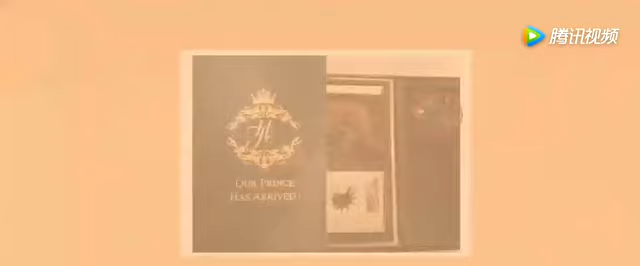 腾讯视频
OUR PRINCE
HAS ARRIVED!